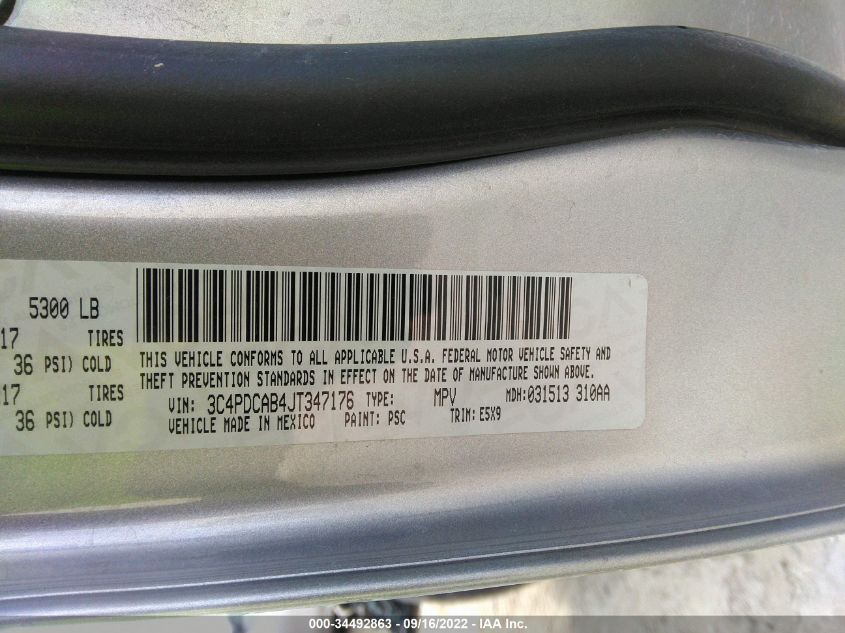 5300 LB
17 TIRES
36 PSI) COLD
17 TIRES
36 PSI) COLD
THIS VEHICLE CONFORMS TO ALL APPLICABLE U.S.A. FEDERAL MOTOR VEHICLE SAFETY AND
THEFT PREVENTION STANDARDS IN EFFECT ON THE DATE OF MANUFACTURE SHOWN ABOVE.
VIN: 3C4PDCAB4JT347176 TYPE: MPV MDH:031513 310AA
VEHICLE MADE IN MEXICO PAINT: PSC TRIM: E5X9
000-34492863 - 09/16/2022 - IAA Inc.